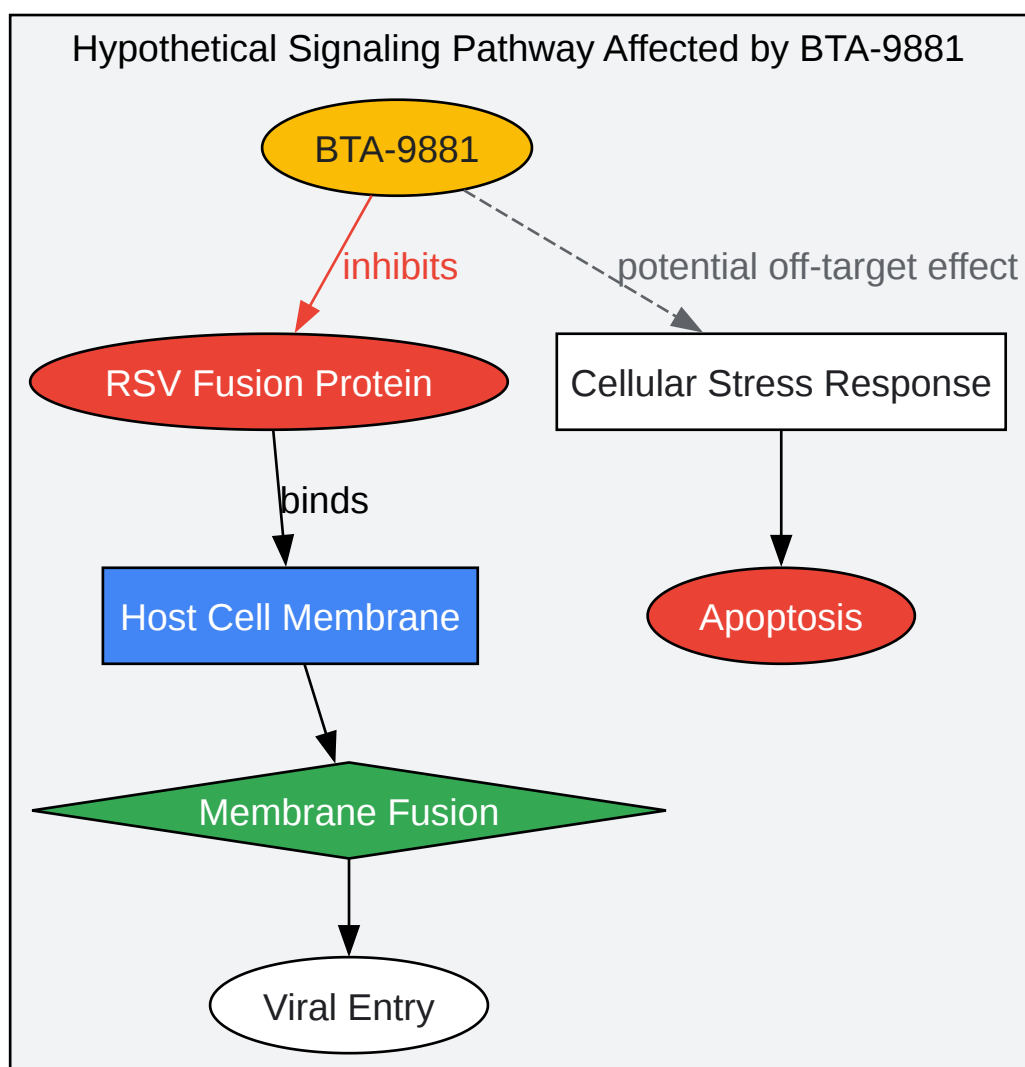 Hypothetical Signaling Pathway Affected by BTA-9881
BTA-9881
inhibits
potential off-target effect
RSV Fusion Protein
Cellular Stress Response
binds
Host Cell Membrane
Apoptosis
Membrane Fusion
Viral Entry